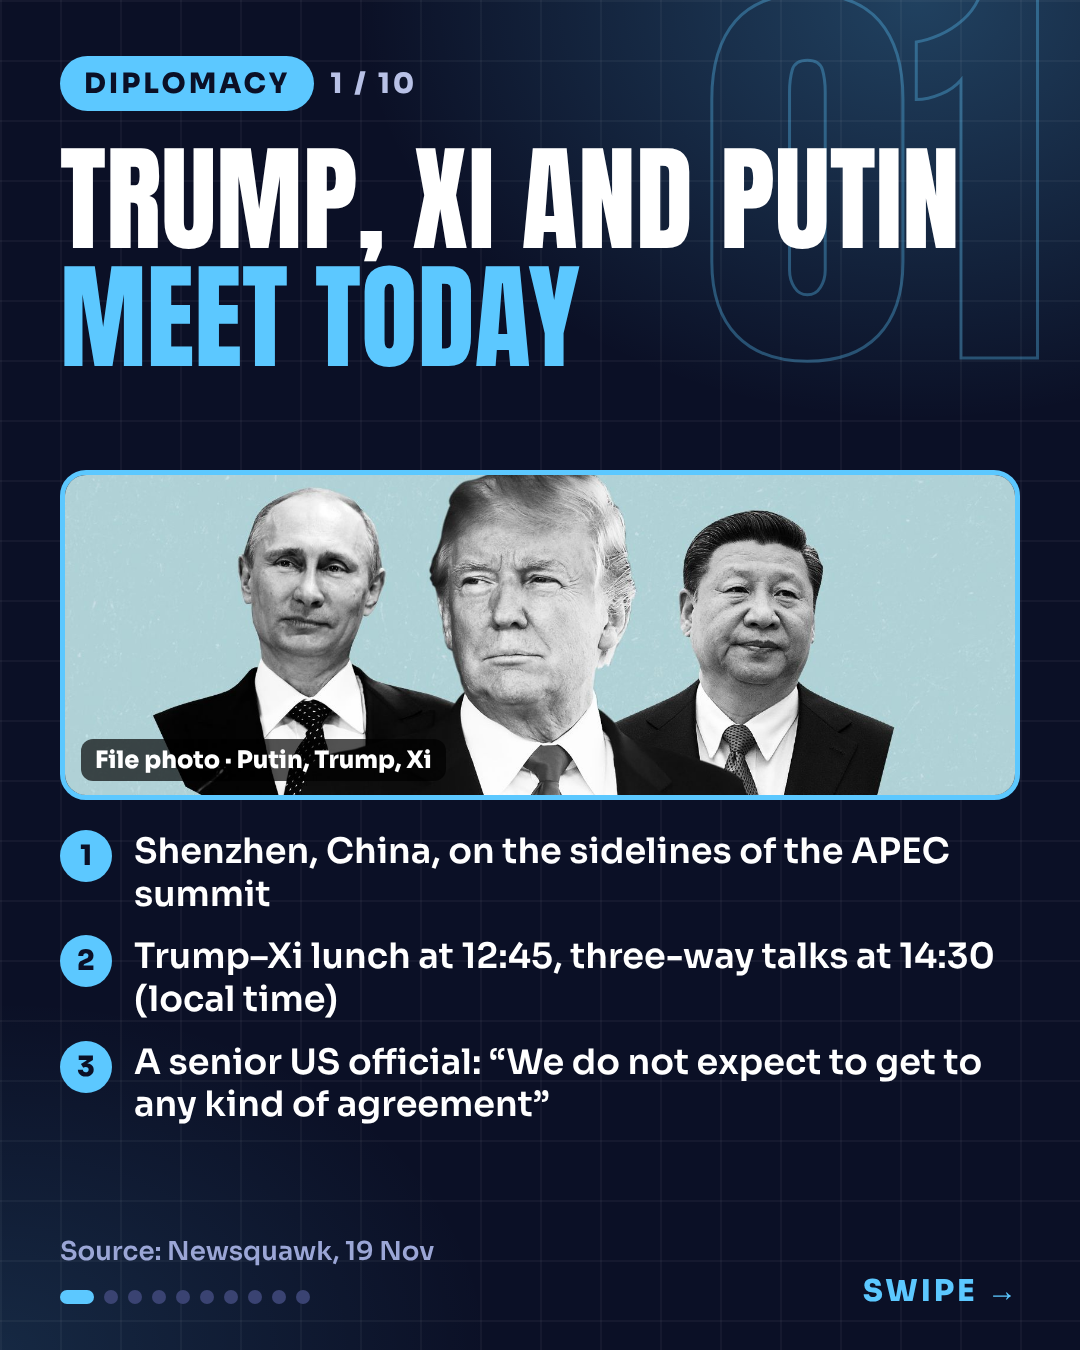 DIPLOMACY 1 / 10
01
TRUMP, XI AND PUTIN
MEET TODAY
File photo · Putin, Trump, Xi
1 Shenzhen, China, on the sidelines of the APEC
summit
2 Trump–Xi lunch at 12:45, three-way talks at 14:30
(local time)
3 A senior US official: “We do not expect to get to
any kind of agreement”
Source: Newsquawk, 19 Nov
SWIPE →